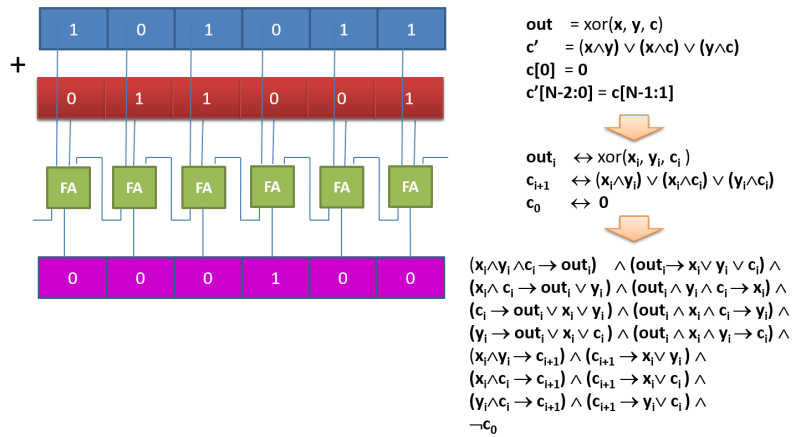 1 0 1 0 1 1
+
0 1 1 0 0 1
FA FA FA FA FA FA
0 0 0 1 0 0
out = xor(x, y, c)
c’ = (x∧y) ∨ (x∧c) ∨ (y∧c)
c[0] = 0
c’[N-2:0] = c[N-1:1]
outᵢ ↔ xor(xᵢ, yᵢ, cᵢ )
cᵢ₊₁ ↔ (xᵢ∧yᵢ) ∨ (xᵢ∧cᵢ) ∨ (yᵢ∧cᵢ)
c₀ ↔ 0
(xᵢ∧yᵢ ∧cᵢ → outᵢ) ∧ (outᵢ → xᵢ∨ yᵢ ∨ cᵢ) ∧
(xᵢ∧ cᵢ → outᵢ ∨ yᵢ) ∧ (outᵢ ∧ yᵢ ∧ cᵢ → xᵢ) ∧
(cᵢ → outᵢ ∨ xᵢ ∨ yᵢ) ∧ (outᵢ ∧ xᵢ ∧ cᵢ → yᵢ) ∧
(yᵢ → outᵢ ∨ xᵢ ∨ cᵢ) ∧ (outᵢ ∧ xᵢ ∧ yᵢ → cᵢ) ∧
(xᵢ∧yᵢ → cᵢ₊₁) ∧ (cᵢ₊₁ → xᵢ∨ yᵢ ) ∧
(xᵢ∧cᵢ → cᵢ₊₁) ∧ (cᵢ₊₁ → xᵢ∨ cᵢ ) ∧
(yᵢ∧cᵢ → cᵢ₊₁) ∧ (cᵢ₊₁ → yᵢ∨ cᵢ ) ∧
¬c₀